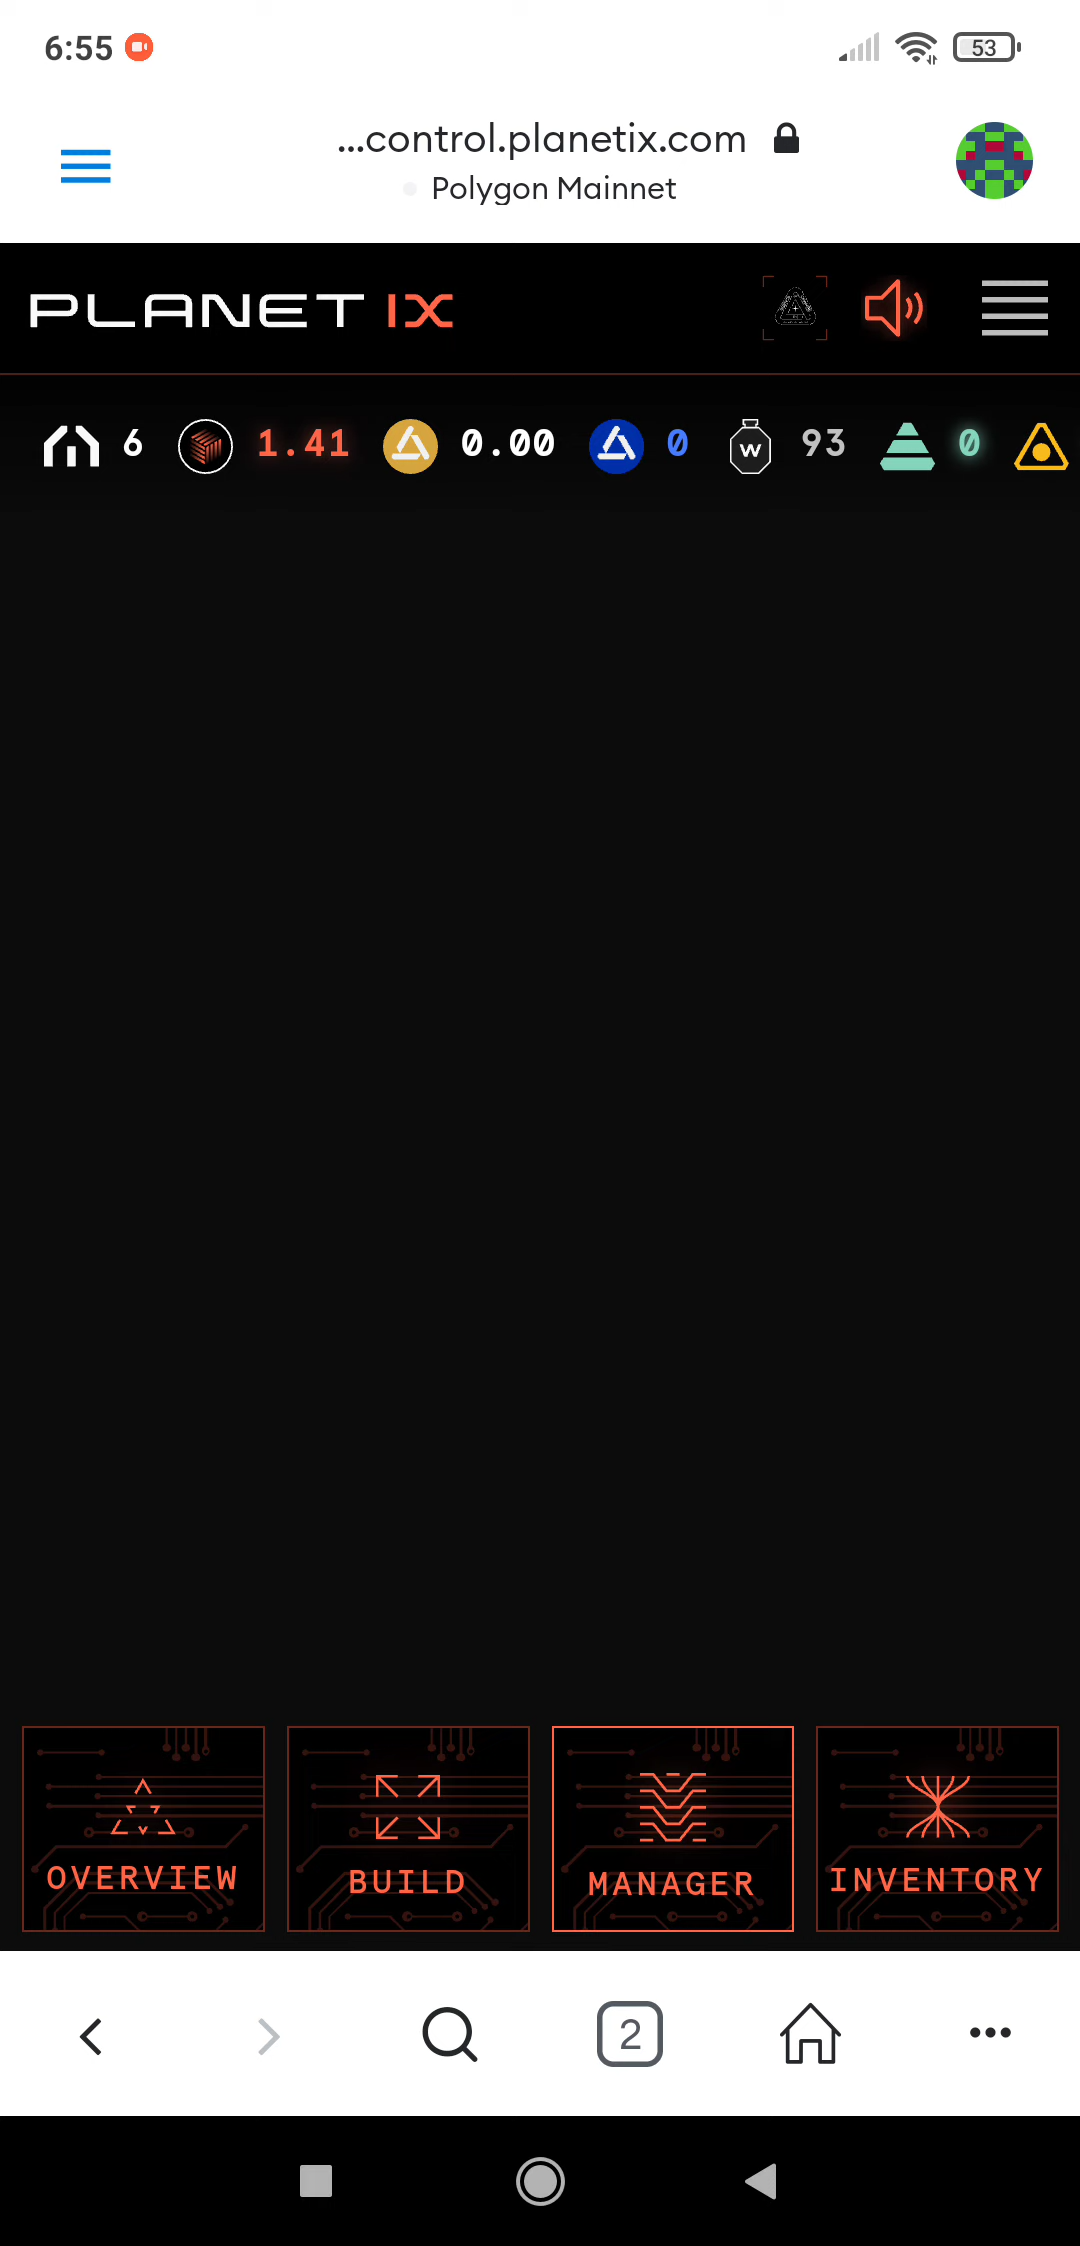 6:55
53
...control.planetix.com
Polygon Mainnet
PLANET IX
6 1.41 0.00 0 w 93 0
OVERVIEW BUILD MANAGER INVENTORY
2